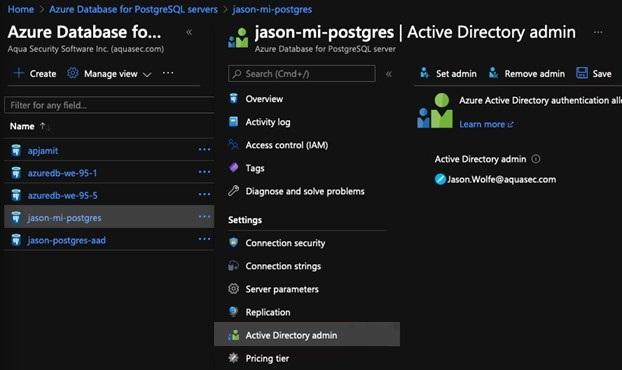 Home > Azure Database for PostgreSQL servers > jason-mi-postgres
Azure Database fo...
Aqua Security Software Inc. (aquasec.com)
Create
Manage view
Filter for any field...
Name
apjamit
azuredb-we-95-1
azuredb-we-95-5
jason-mi-postgres
jason-postgres-aad
jason-mi-postgres | Active Directory admin
Azure Database for PostgreSQL server
Search (Cmd+/)
Overview
Activity log
Access control (IAM)
Tags
Diagnose and solve problems
Settings
Connection security
Connection strings
Server parameters
Replication
Active Directory admin
Pricing tier
Set admin
Remove admin
Save
Azure Active Directory authentication allo
Learn more
Active Directory admin
Jason.Wolfe@aquasec.com